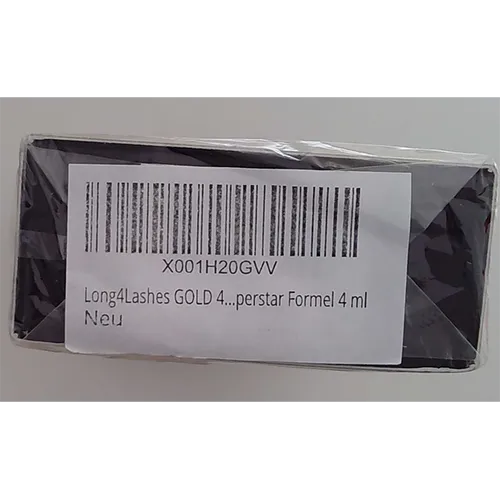 X001H20GVV
Long4Lashes GOLD 4...perstar Formel 4 ml
Neu